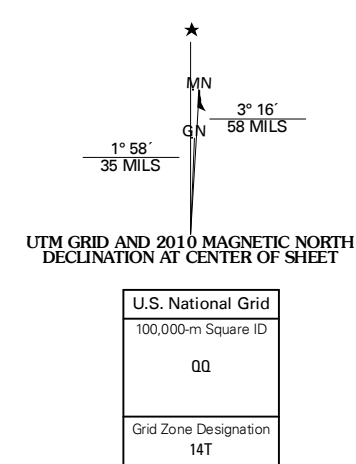 ★
MN
GN
3° 16´
58 MILS
1° 58´
35 MILS
UTM GRID AND 2010 MAGNETIC NORTH
DECLINATION AT CENTER OF SHEET
U.S. National Grid
100,000-m Square ID
QQ
Grid Zone Designation
14T